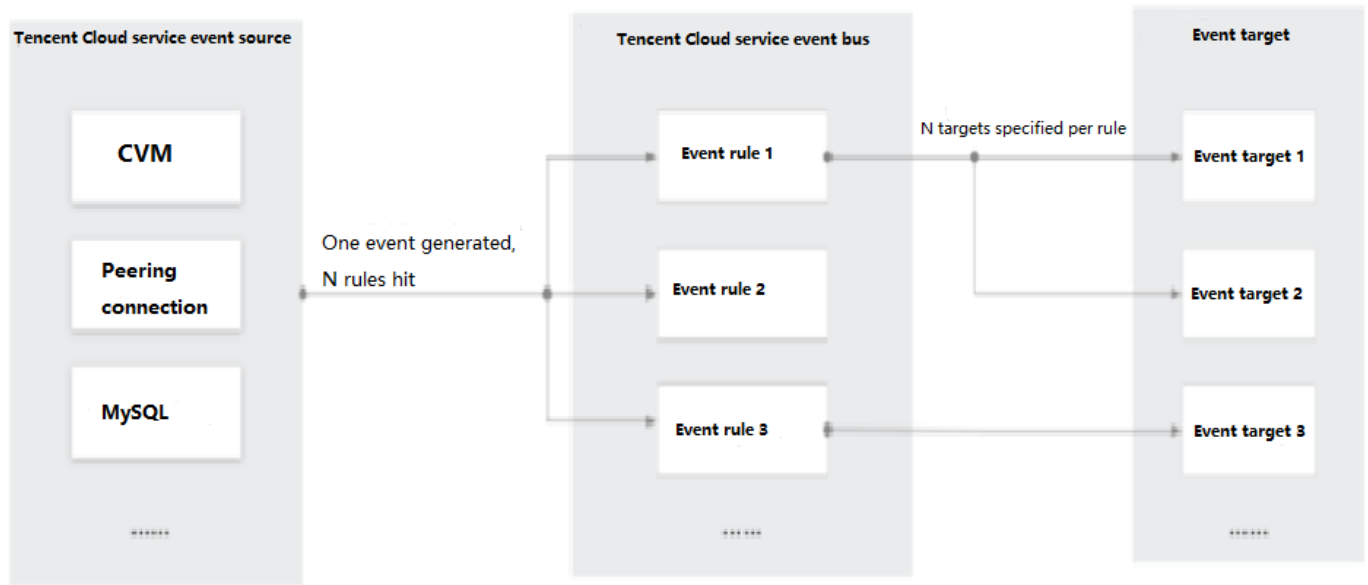 Tencent Cloud service event source
CVM
Peering
connection
MySQL
......
One event generated,
N rules hit
Tencent Cloud service event bus
Event rule 1
Event rule 2
Event rule 3
......
N targets specified per rule
Event target
Event target 1
Event target 2
Event target 3
......